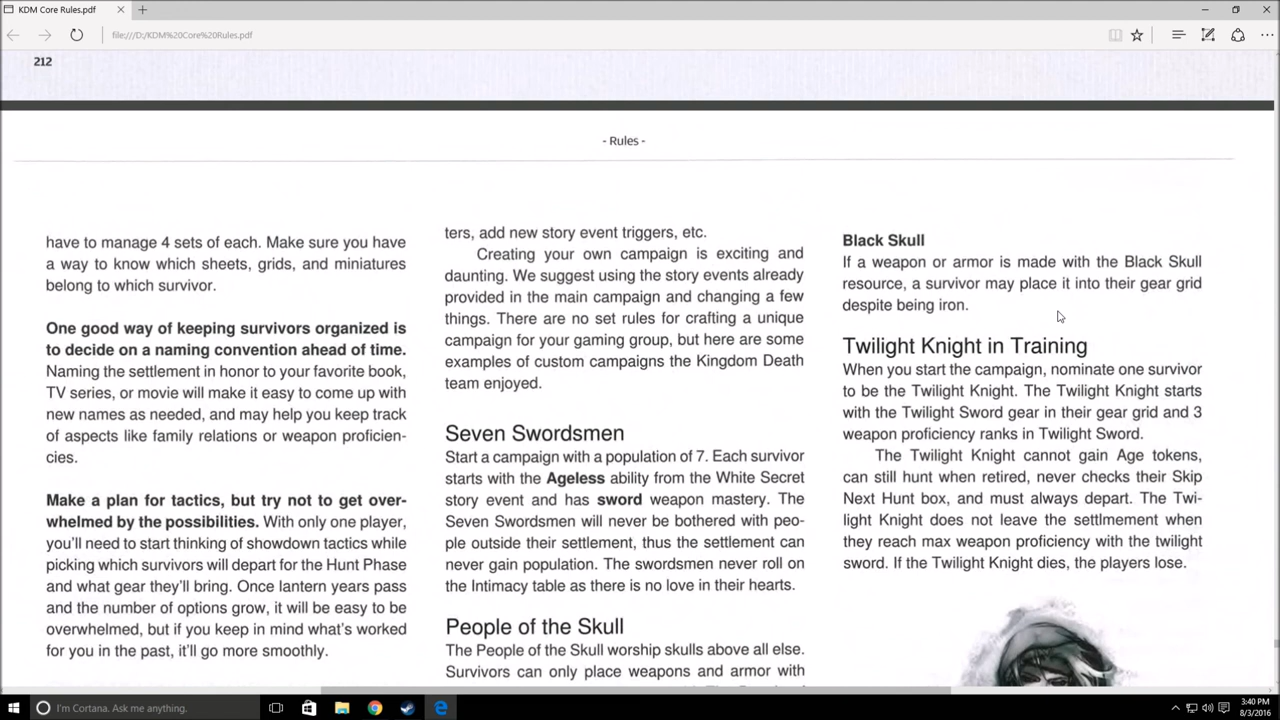 KDM Core Rules.pdf
file:///D:/KDM%20Core%20Rules.pdf
212
- Rules -
have to manage 4 sets of each. Make sure you have
a way to know which sheets, grids, and miniatures
belong to which survivor.
One good way of keeping survivors organized is
to decide on a naming convention ahead of time.
Naming the settlement in honor to your favorite book,
TV series, or movie will make it easy to come up with
new names as needed, and may help you keep track
of aspects like family relations or weapon proficien-
cies.
Make a plan for tactics, but try not to get over-
whelmed by the possibilities. With only one player,
you'll need to start thinking of showdown tactics while
picking which survivors will depart for the Hunt Phase
and what gear they'll bring. Once lantern years pass
and the number of options grow, it will be easy to be
overwhelmed, but if you keep in mind what's worked
for you in the past, it'll go more smoothly.
ters, add new story event triggers, etc.
Creating your own campaign is exciting and
daunting. We suggest using the story events already
provided in the main campaign and changing a few
things. There are no set rules for crafting a unique
campaign for your gaming group, but here are some
examples of custom campaigns the Kingdom Death
team enjoyed.
Seven Swordsmen
Start a campaign with a population of 7. Each survivor
starts with the Ageless ability from the White Secret
story event and has sword weapon mastery. The
Seven Swordsmen will never be bothered with peo-
ple outside their settlement, thus the settlement can
never gain population. The swordsmen never roll on
the Intimacy table as there is no love in their hearts.
People of the Skull
The People of the Skull worship skulls above all else.
Survivors can only place weapons and armor with
Black Skull
If a weapon or armor is made with the Black Skull
resource, a survivor may place it into their gear grid
despite being iron.
Twilight Knight in Training
When you start the campaign, nominate one survivor
to be the Twilight Knight. The Twilight Knight starts
with the Twilight Sword gear in their gear grid and 3
weapon proficiency ranks in Twilight Sword.
The Twilight Knight cannot gain Age tokens,
can still hunt when retired, never checks their Skip
Next Hunt box, and must always depart. The Twi-
light Knight does not leave the settlmement when
they reach max weapon proficiency with the twilight
sword. If the Twilight Knight dies, the players lose.
I'm Cortana. Ask me anything.
3:40 PM
8/3/2016